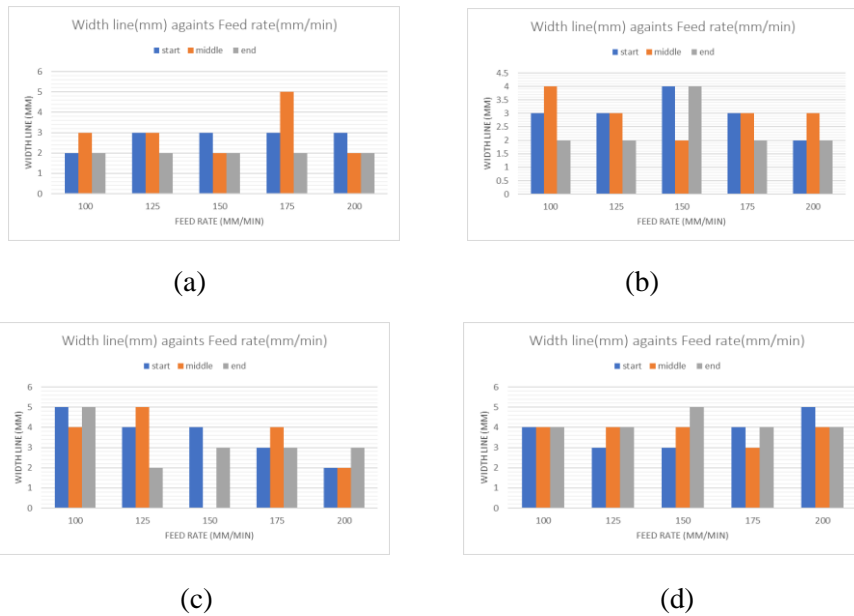 Width line(mm) againts Feed rate(mm/min)
start middle end
WIDTH LINE (MM)
6
5
4
3
2
1
0
100 125 150 175 200
FEED RATE (MM/MIN)
(a)
Width line(mm) againts Feed rate(mm/min)
start middle end
WIDTH LINE (MM)
4.5
4
3.5
3
2.5
2
1.5
1
0.5
0
100 125 150 175 200
FEED RATE (MM/MIN)
(b)
Width line(mm) againts Feed rate(mm/min)
start middle end
WIDTH LINE (MM)
6
5
4
3
2
1
0
100 125 150 175 200
FEED RATE (MM/MIN)
(c)
Width line(mm) againts Feed rate(mm/min)
start middle end
WIDTH LINE (MM)
6
5
4
3
2
1
0
100 125 150 175 200
FEED RATE (MM/MIN)
(d)